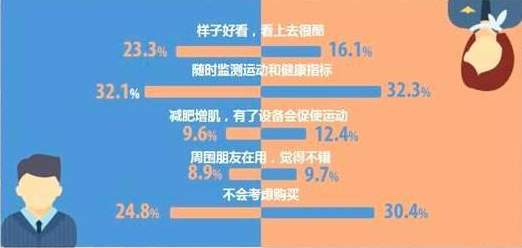 样子好看，看上去很酷
23.3% 16.1%
随时监测运动和健康指标
32.1% 32.3%
减肥增肌，有了设备会促使运动
9.6% 12.4%
周围朋友在用，觉得不错
8.9% 9.7%
不会考虑购买
24.8% 30.4%